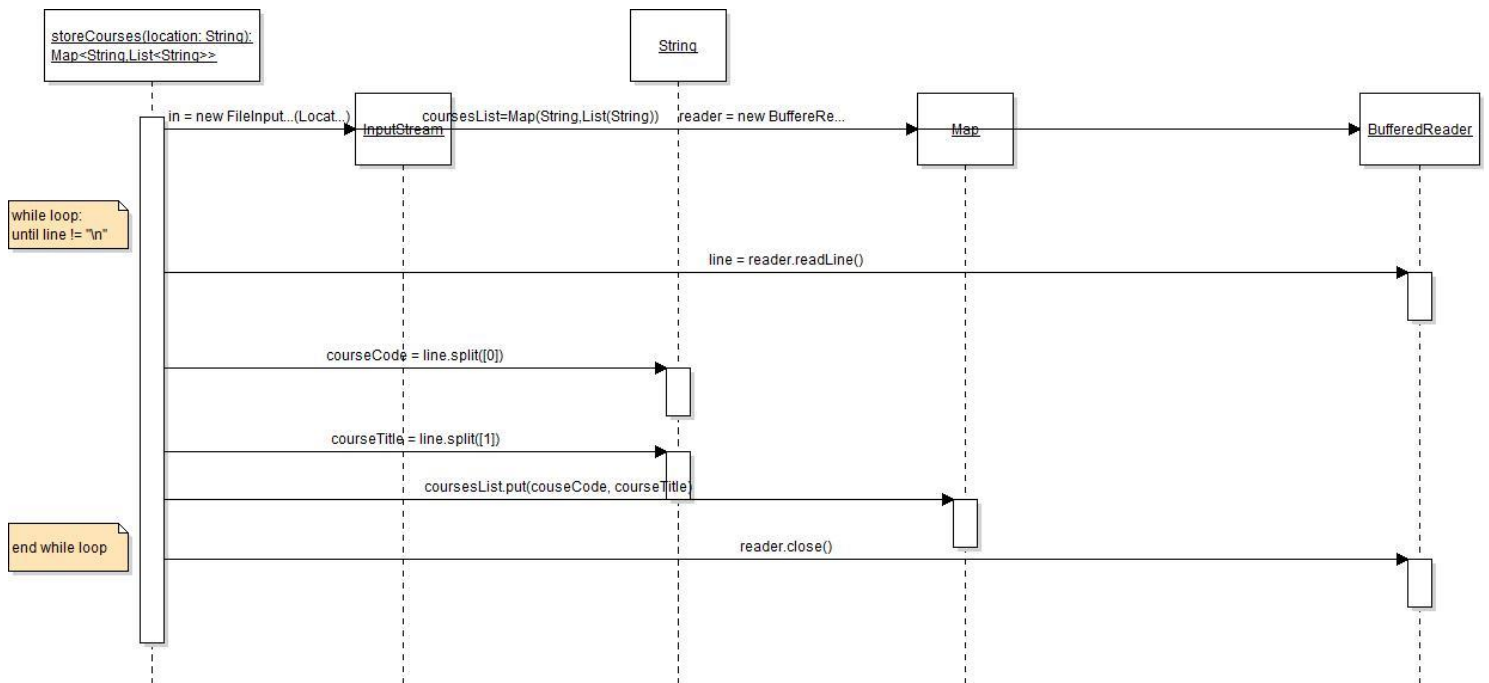 storeCourses(location: String):
Map<String,List<String>>
String
in = new FileInput...(Locat...)
coursesList=Map(String,List(String))
reader = new BuffereRe...
InputStream
Map
BufferedReader
while loop:
until line != "\n"
line = reader.readLine()
courseCode = line.split([0])
courseTitle = line.split([1])
coursesList.put(couseCode, courseTitle)
end while loop
reader.close()